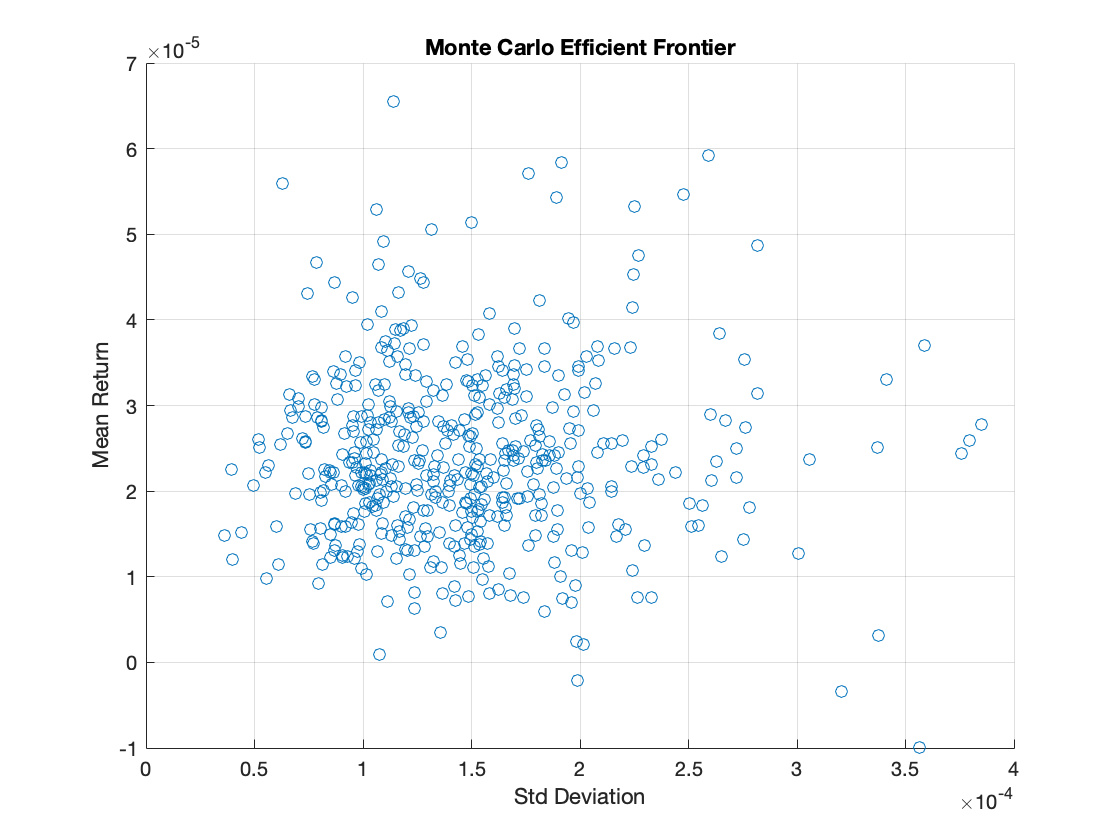 Monte Carlo Efficient Frontier
×10⁻⁵
7
6
5
4
3
2
1
0
-1
Mean Return
0 0.5 1 1.5 2 2.5 3 3.5 4
Std Deviation
×10⁻⁴